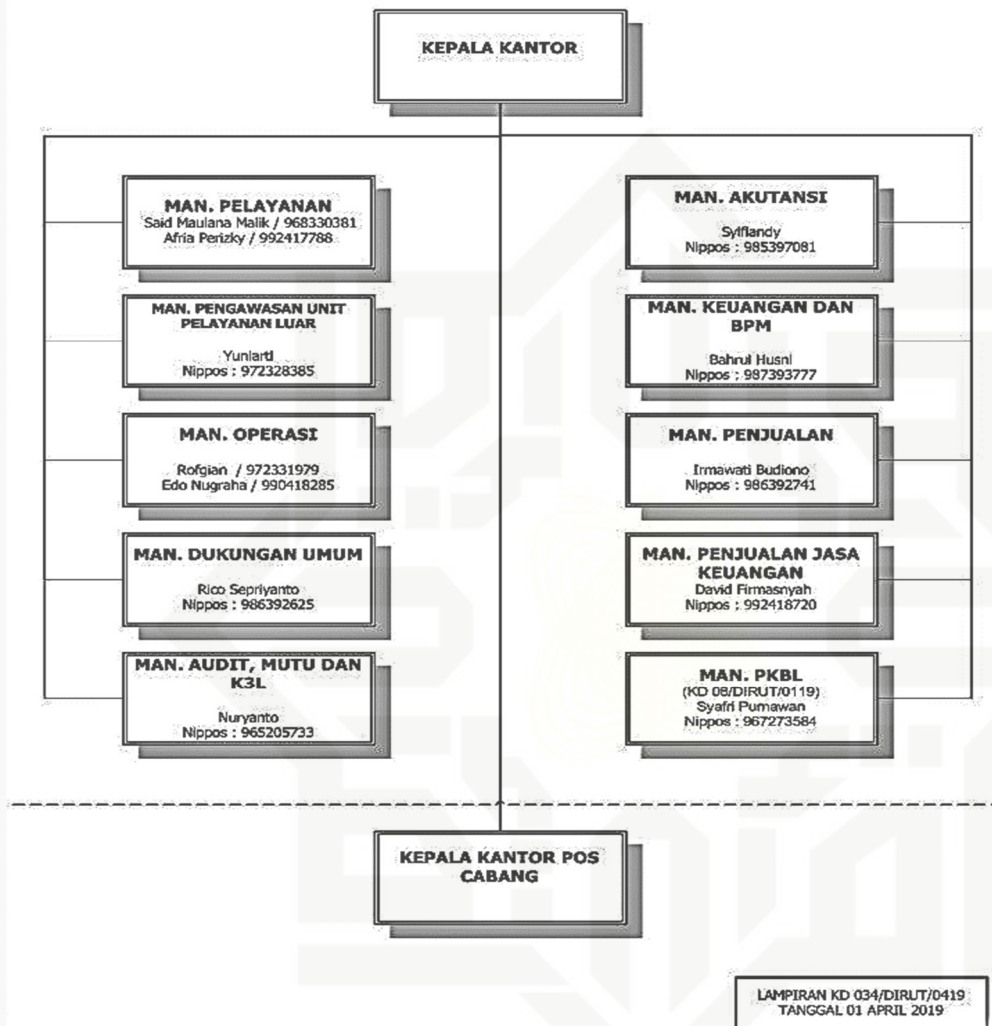 KEPALA KANTOR
MAN. PELAYANAN
Said Maulana Malik / 968330381
Afria Perizky / 992417788
MAN. PENGAWASAN UNIT
PELAYANAN LUAR
Yuniarti
Nippos : 972328385
MAN. OPERASI
Rofgian / 972331979
Edo Nugraha / 990418285
MAN. DUKUNGAN UMUM
Rico Sepriyanto
Nippos : 986392625
MAN. AUDIT, MUTU DAN
K3L
Nuryanto
Nippos : 965205733
MAN. AKUTANSI
Sylflandy
Nippos : 985397081
MAN. KEUANGAN DAN
BPM
Bahrul Husni
Nippos : 987393777
MAN. PENJUALAN
Irmawati Budiono
Nippos : 986392741
MAN. PENJUALAN JASA
KEUANGAN
David Firmasnyah
Nippos : 992418720
MAN. PKBL
(KD 08/DIRUT/0119)
Syafri Purnawan
Nippos : 967273584
KEPALA KANTOR POS
CABANG
LAMPIRAN KD 034/DIRUT/0419
TANGGAL 01 APRIL 2019